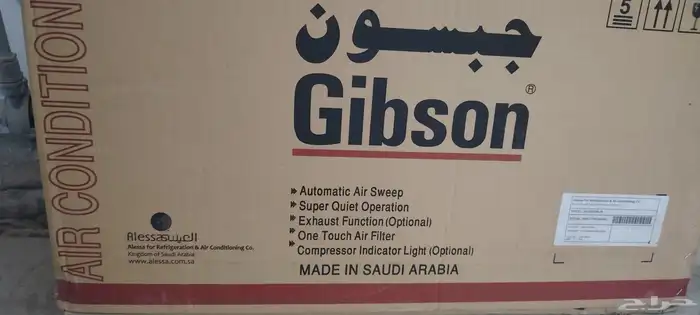 AIR CONDITION
جبسون
Gibson®
5
» Automatic Air Sweep
» Super Quiet Operation
» Exhaust Function (Optional)
» One Touch Air Filter
» Compressor Indicator Light (Optional)
MADE IN SAUDI ARABIA
Alessa العيسى
Alessa for Refrigeration & Air Conditioning Co.
Kingdom of Saudi Arabia
www.alessa.com.sa
حراج